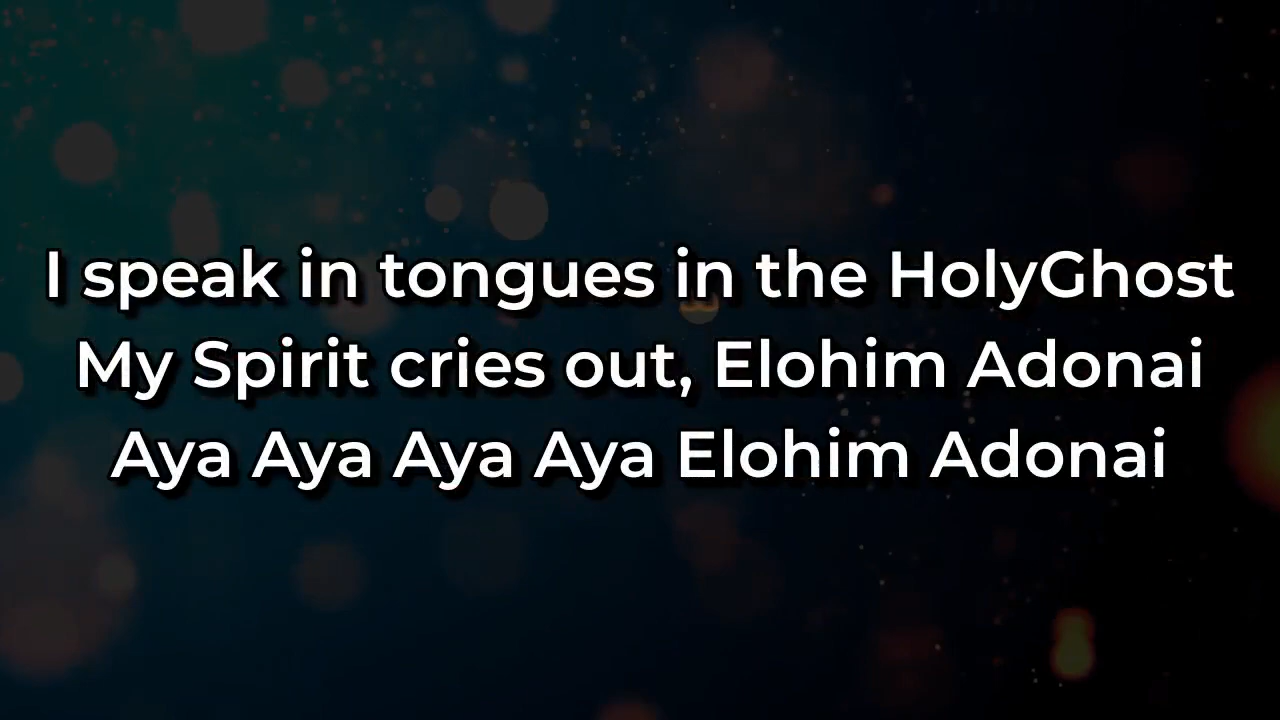 I speak in tongues in the HolyGhost
My Spirit cries out, Elohim Adonai
Aya Aya Aya Aya Elohim Adonai